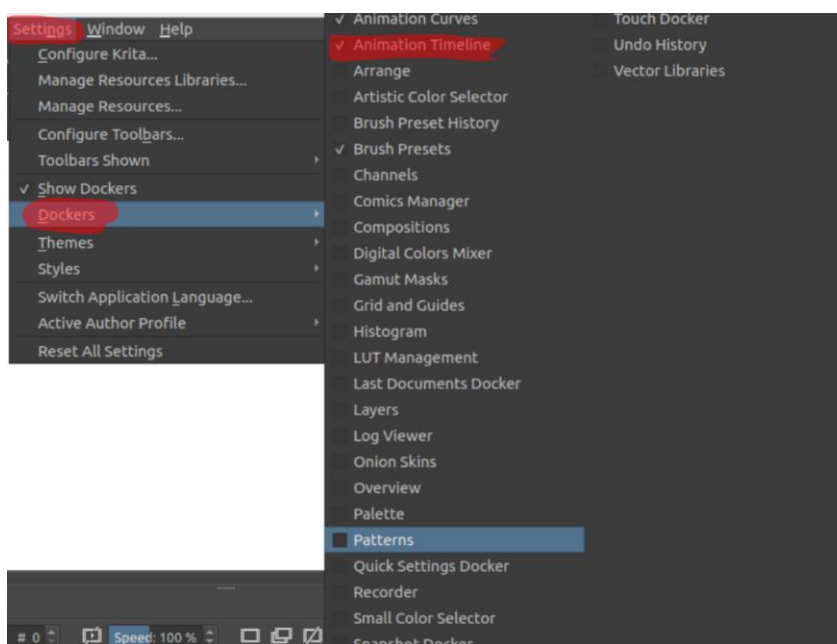 Settings Window Help
Configure Krita...
Manage Resources Libraries...
Manage Resources...
Configure Toolbars...
Toolbars Shown
Show Dockers
Dockers
Themes
Styles
Switch Application Language...
Active Author Profile
Reset All Settings
Animation Curves
Animation Timeline
Arrange
Artistic Color Selector
Brush Preset History
Brush Presets
Channels
Comics Manager
Compositions
Digital Colors Mixer
Gamut Masks
Grid and Guides
Histogram
LUT Management
Last Documents Docker
Layers
Log Viewer
Onion Skins
Overview
Palette
Patterns
Quick Settings Docker
Recorder
Small Color Selector
Snapshot Docker
Touch Docker
Undo History
Vector Libraries
# 0
Speed: 100 %